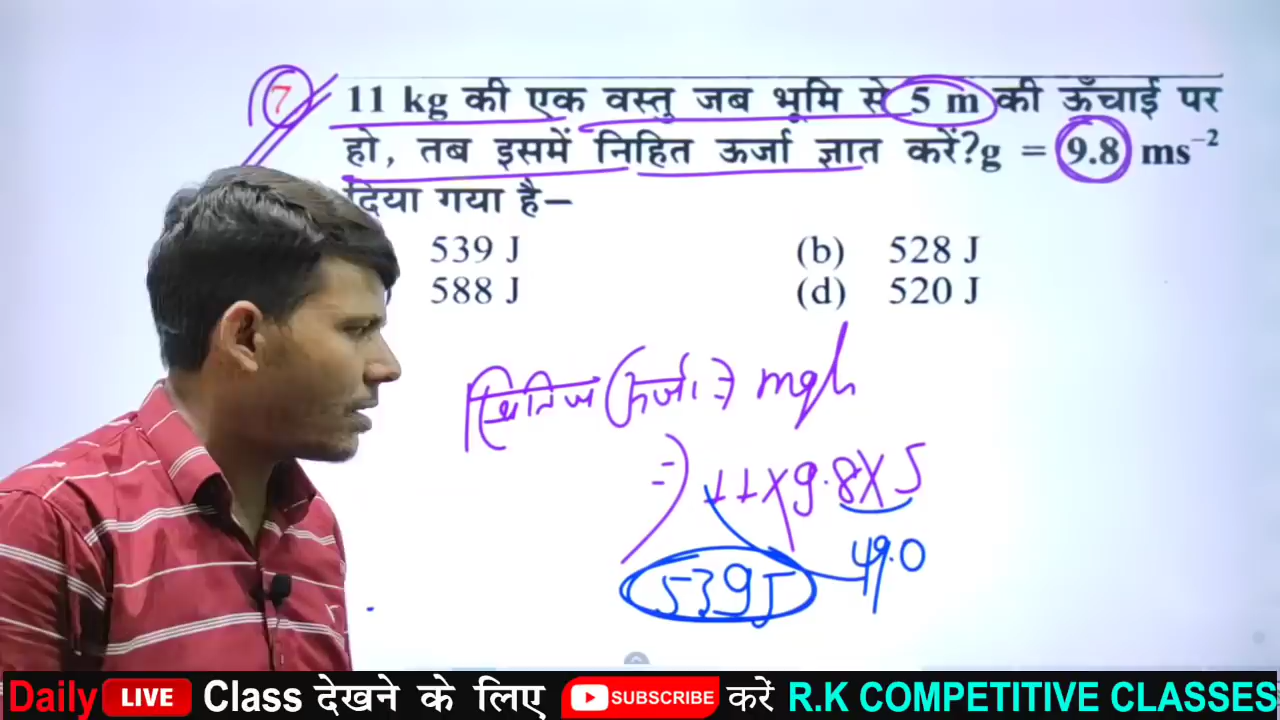 7 11 kg की एक वस्तु जब भूमि से 5 m की ऊँचाई पर
हो, तब इसमें निहित ऊर्जा ज्ञात करें?g = 9.8 ms⁻²
दिया गया है–
539 J (b) 528 J
588 J (d) 520 J
ऊर्जा ⇒ mgh
⇒ 11×9.8×5
49.0
539J
Daily LIVE Class देखने के लिए SUBSCRIBE करें R.K COMPETITIVE CLASSES